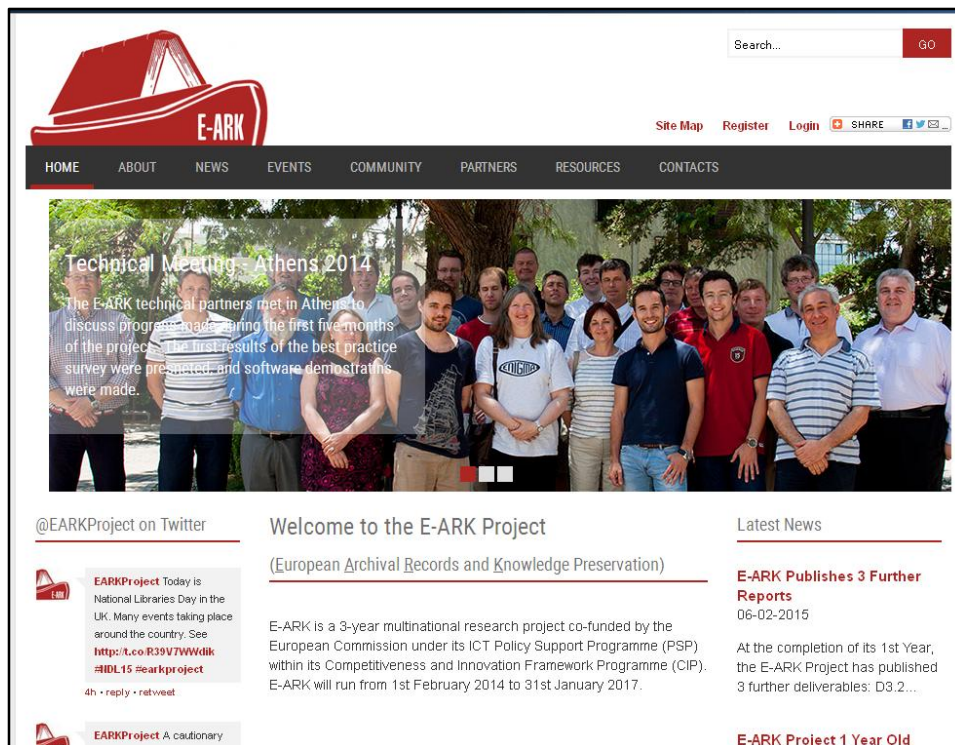 E-ARK
Search...
GO
Site Map Register Login SHARE
HOME ABOUT NEWS EVENTS COMMUNITY PARTNERS RESOURCES CONTACTS
Technical Meeting - Athens 2014
The E-ARK technical partners met in Athens to
discuss progress made during the first five months
of the project. The first results of the best practice
survey were presneted, and software demostratins
were made.
ENIGMA
@EARKProject on Twitter
E-ARK
EARKProject Today is
National Libraries Day in the
UK. Many events taking place
around the country. See
http://t.co/R39V7WWdik
#NDL15 #earkproject
4h • reply • retweet
EARKProject A cautionary
Welcome to the E-ARK Project
(European Archival Records and Knowledge Preservation)
E-ARK is a 3-year multinational research project co-funded by the
European Commission under its ICT Policy Support Programme (PSP)
within its Competitiveness and Innovation Framework Programme (CIP).
E-ARK will run from 1st February 2014 to 31st January 2017.
Latest News
E-ARK Publishes 3 Further
Reports
06-02-2015
At the completion of its 1st Year,
the E-ARK Project has published
3 further deliverables: D3.2...
E-ARK Project 1 Year Old